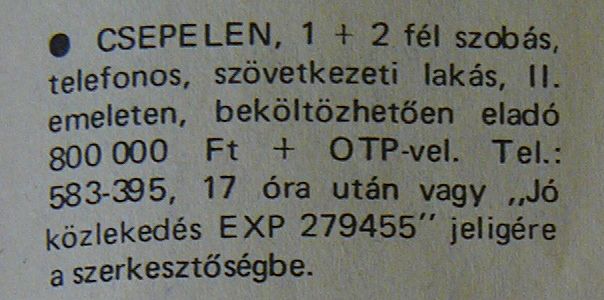 ● CSEPELEN, 1 + 2 fél szobás,
telefonos, szövetkezeti lakás, II.
emeleten, beköltözhetően eladó
800 000 Ft + OTP-vel. Tel.:
583-395, 17 óra után vagy „Jó
közlekedés EXP 279455” jeligére
a szerkesztőségbe.